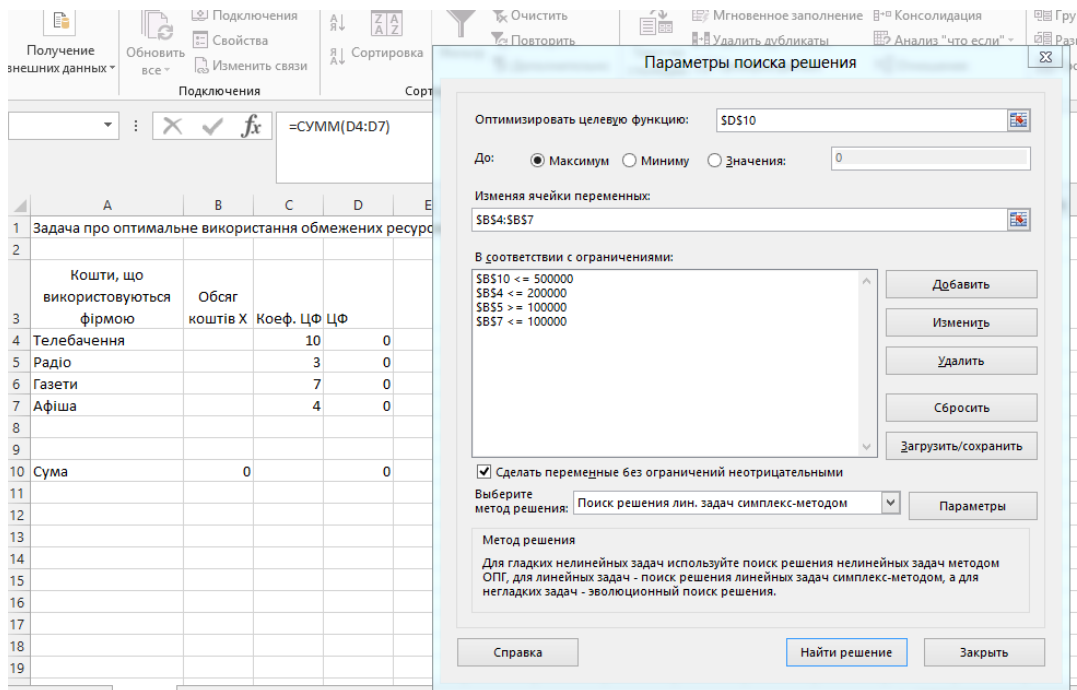 Получение
внешних данных
Обновить
все
Подключения
Свойства
Изменить связи
Подключения
Сортировка
Сорт
Очистить
Повторить
Мгновенное заполнение
Удалить дубликаты
Консолидация
Анализ "что если"
Гру
Раз
Параметры поиска решения
fx
=СУММ(D4:D7)
A B C D E
1 Задача про оптимальне використання обмежених ресурс
2
3 Кошти, що
використовуються
фірмою
Обсяг
коштів X
Коеф. ЦФ ЦФ
4 Телебачення 10 0
5 Радіо 3 0
6 Газети 7 0
7 Афіша 4 0
8
9
10 Сума 0 0
11
12
13
14
15
16
17
18
19
Оптимизировать целевую функцию: $D$10
До: Максимум Миниму Значения: 0
Изменяя ячейки переменных:
$B$4:$B$7
В соответствии с ограничениями:
$B$10 <= 500000
$B$4 <= 200000
$B$5 >= 100000
$B$7 <= 100000
Добавить
Изменить
Удалить
Сбросить
Загрузить/сохранить
Сделать переменные без ограничений неотрицательными
Выберите
метод решения:
Поиск решения лин. задач симплекс-методом
Параметры
Метод решения
Для гладких нелинейных задач используйте поиск решения нелинейных задач методом
ОПГ, для линейных задач - поиск решения линейных задач симплекс-методом, а для
негладких задач - эволюционный поиск решения.
Справка
Найти решение
Закрыть